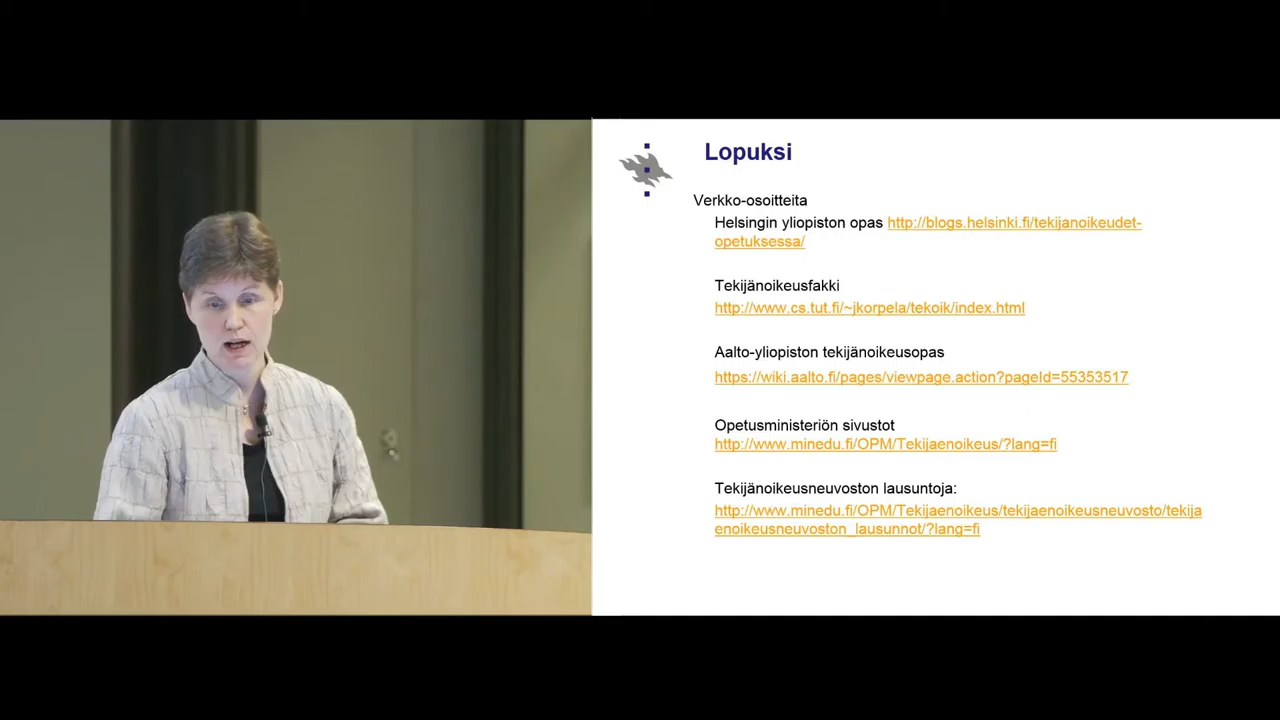 Lopuksi
Verkko-osoitteita
Helsingin yliopiston opas http://blogs.helsinki.fi/tekijanoikeudet-
opetuksessa/
Tekijänoikeusfakki
http://www.cs.tut.fi/~jkorpela/tekoik/index.html
Aalto-yliopiston tekijänoikeusopas
https://wiki.aalto.fi/pages/viewpage.action?pageId=55353517
Opetusministeriön sivustot
http://www.minedu.fi/OPM/Tekijaenoikeus/?lang=fi
Tekijänoikeusneuvoston lausuntoja:
http://www.minedu.fi/OPM/Tekijaenoikeus/tekijaenoikeusneuvosto/tekija
enoikeusneuvoston_lausunnot/?lang=fi